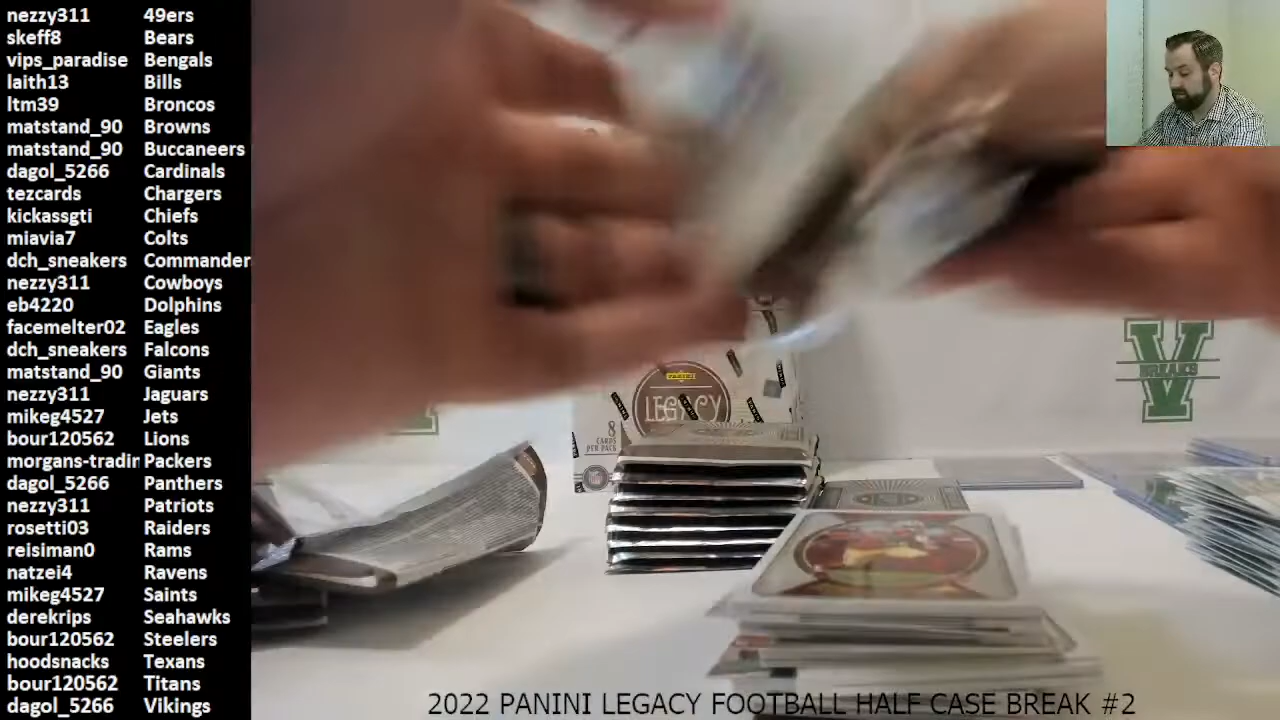 nezzy311 49ers
skeff8 Bears
vips_paradise Bengals
laith13 Bills
ltm39 Broncos
matstand_90 Browns
matstand_90 Buccaneers
dagol_5266 Cardinals
tezcards Chargers
kickassgti Chiefs
miavia7 Colts
dch_sneakers Commander
nezzy311 Cowboys
eb4220 Dolphins
facemelter02 Eagles
dch_sneakers Falcons
matstand_90 Giants
nezzy311 Jaguars
mikeg4527 Jets
bour120562 Lions
morgans-tradin Packers
dagol_5266 Panthers
nezzy311 Patriots
rosetti03 Raiders
reisiman0 Rams
natzei4 Ravens
mikeg4527 Saints
derekrips Seahawks
bour120562 Steelers
hoodsnacks Texans
bour120562 Titans
dagol_5266 Vikings
PANINI
LEGACY
8
CARDS
PER PACK
V
BREAKS
2022 PANINI LEGACY FOOTBALL HALF CASE BREAK #2